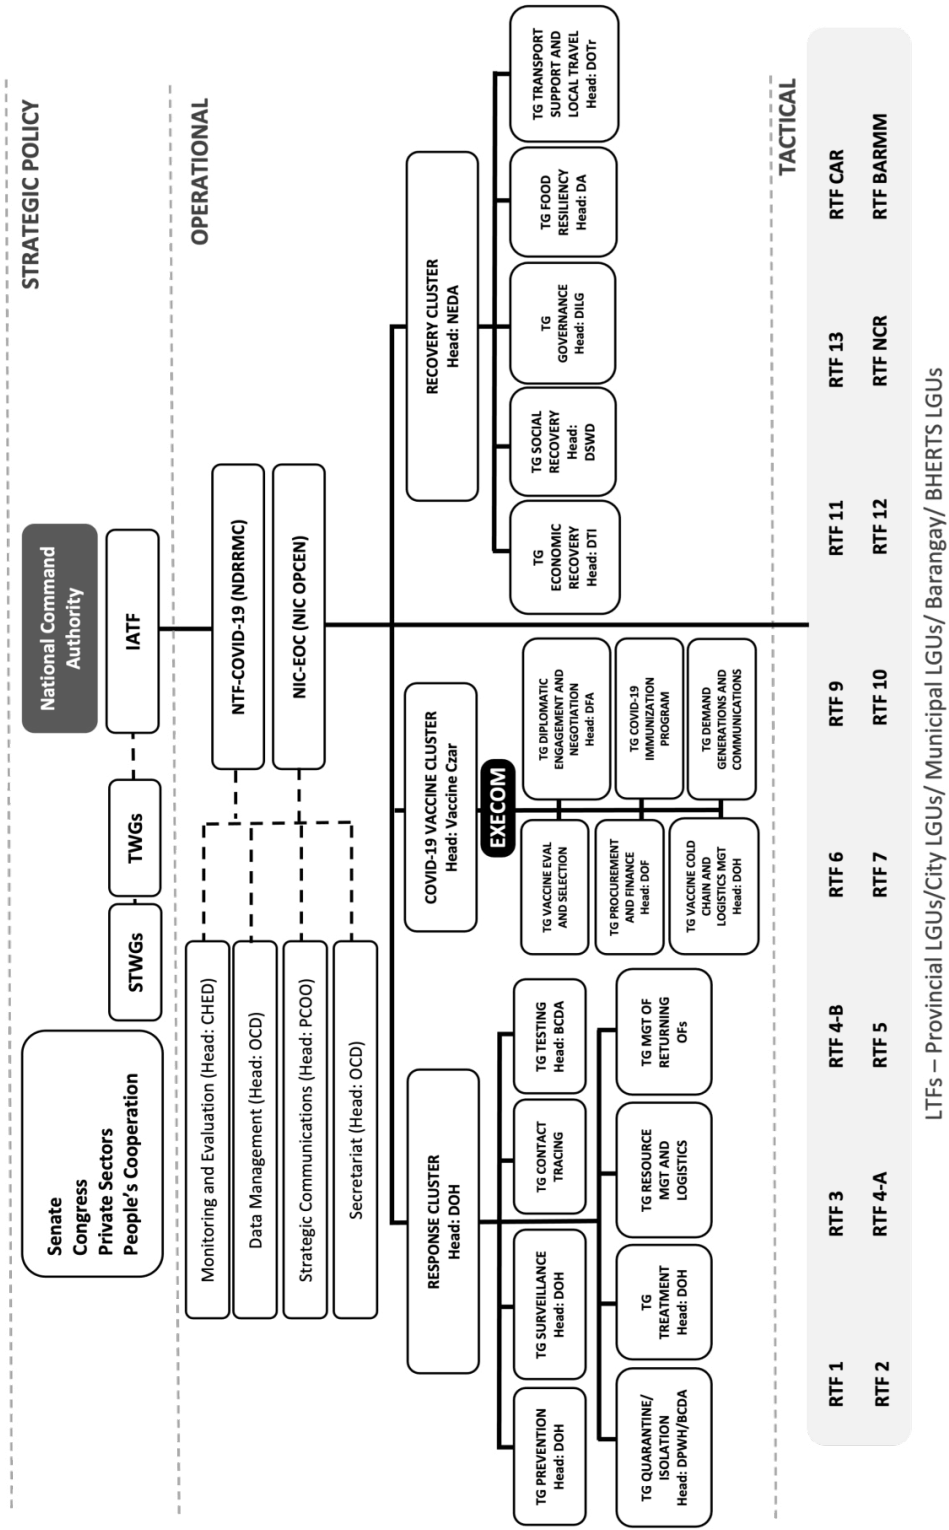 STRATEGIC POLICY
National Command
Authority
IATF
TWGs
STWGs
Senate
Congress
Private Sectors
People's Cooperation
OPERATIONAL
NTF-COVID-19 (NDRRMC)
NIC-EOC (NIC OPCEN)
Monitoring and Evaluation (Head: CHED)
Data Management (Head: OCD)
Strategic Communications (Head: PCOO)
Secretariat (Head: OCD)
RESPONSE CLUSTER
Head: DOH
TG PREVENTION
Head: DOH
TG SURVEILLANCE
Head: DOH
TG CONTACT
TRACING
TG TESTING
Head: BCDA
TG QUARANTINE/
ISOLATION
Head: DPWH/BCDA
TG
TREATMENT
Head: DOH
TG RESOURCE
MGT AND
LOGISTICS
TG MGT OF
RETURNING
OFs
COVID-19 VACCINE CLUSTER
Head: Vaccine Czar
EXECOM
TG VACCINE EVAL
AND SELECTION
TG DIPLOMATIC
ENGAGEMENT AND
NEGOTIATION
Head: DFA
TG PROCUREMENT
AND FINANCE
Head: DOF
TG COVID-19
IMMUNIZATION
PROGRAM
TG VACCINE COLD
CHAIN AND
LOGISTICS MGT
Head: DOH
TG DEMAND
GENERATIONS AND
COMMUNICATIONS
RECOVERY CLUSTER
Head: NEDA
TG
ECONOMIC
RECOVERY
Head: DTI
TG SOCIAL
RECOVERY
Head:
DSWD
TG
GOVERNANCE
Head: DILG
TG FOOD
RESILIENCY
Head: DA
TG TRANSPORT
SUPPORT AND
LOCAL TRAVEL
Head: DOTr
TACTICAL
RTF 1 RTF 3 RTF 4-B RTF 6 RTF 9 RTF 11 RTF 13 RTF CAR
RTF 2 RTF 4-A RTF 5 RTF 7 RTF 10 RTF 12 RTF NCR RTF BARMM
LTFs – Provincial LGUs/City LGUs/ Municipal LGUs/ Barangay/ BHERTS LGUs